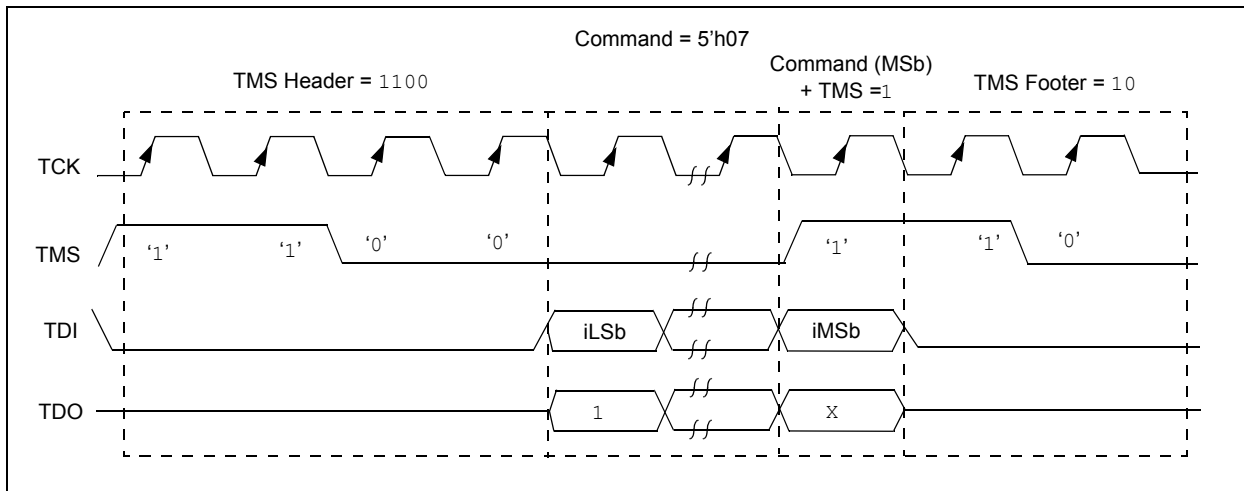 Command = 5’h07
TMS Header = 1100
Command (MSb)
+ TMS =1
TMS Footer = 10
TCK
TMS
‘1’ ‘1’ ‘0’ ‘0’ ‘1’ ‘1’ ‘0’
TDI
iLSb iMSb
TDO
1 X